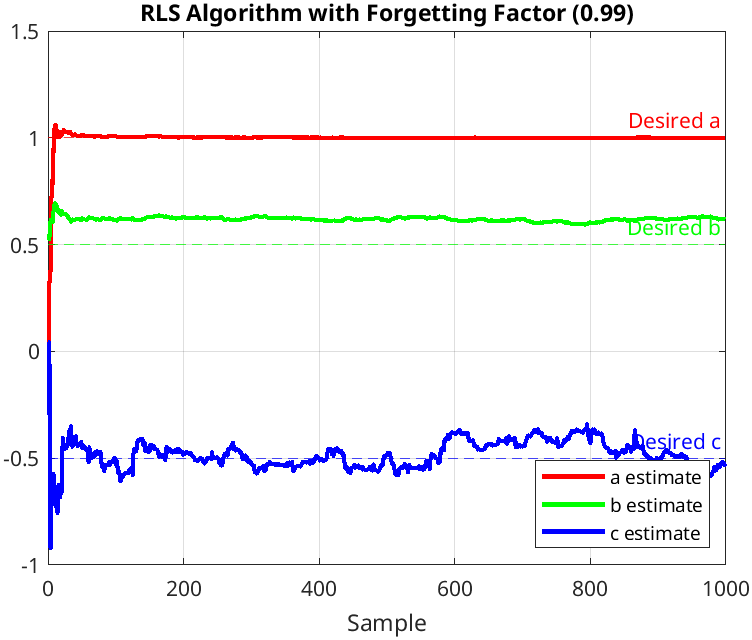 RLS Algorithm with Forgetting Factor (0.99)
1.5
1
0.5
0
-0.5
-1
Desired a
Desired b
Desired c
a estimate
b estimate
c estimate
0 200 400 600 800 1000
Sample